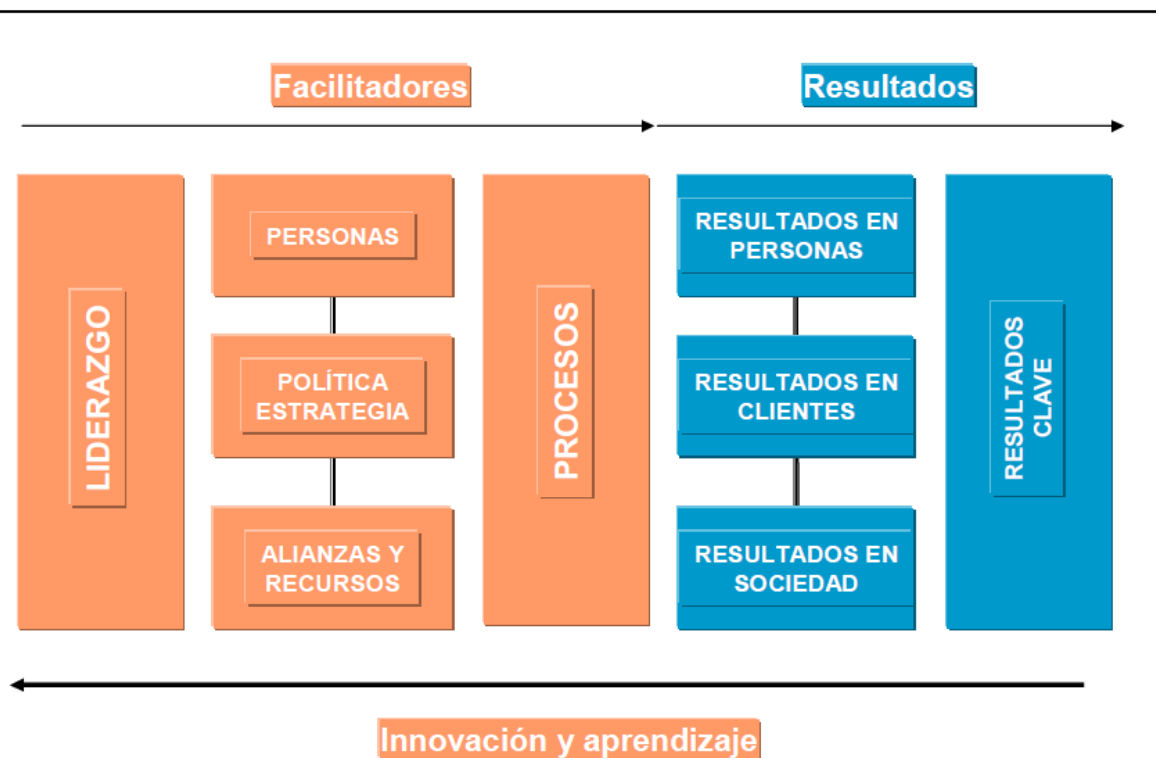 Facilitadores
Resultados
LIDERAZGO
PERSONAS
POLÍTICA
ESTRATEGIA
ALIANZAS Y
RECURSOS
PROCESOS
RESULTADOS EN
PERSONAS
RESULTADOS EN
CLIENTES
RESULTADOS EN
SOCIEDAD
RESULTADOS
CLAVE
Innovación y aprendizaje